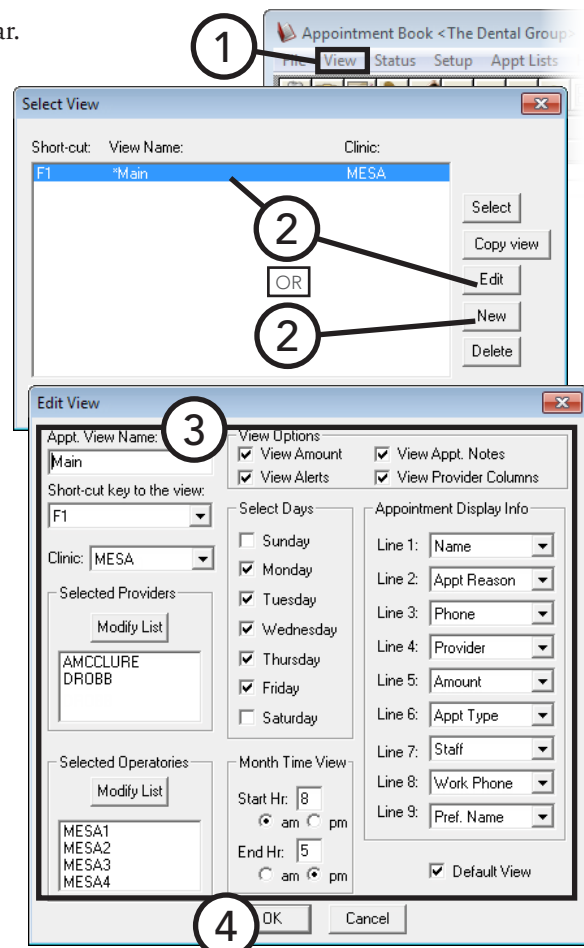 ar.
1
Appointment Book <The Dental Group>
File View Status Setup Appt Lists
Select View
Short-cut: View Name: Clinic:
F1 *Main MESA
2
OR
2
Select
Copy view
Edit
New
Delete
Edit View
3
Appt. View Name:
Main
Short-cut key to the view:
F1
Clinic: MESA
Selected Providers
Modify List
AMCCLURE
DROBB
Selected Operatories
Modify List
MESA1
MESA2
MESA3
MESA4
View Options
View Amount View Appt. Notes
View Alerts View Provider Columns
Select Days
Sunday
Monday
Tuesday
Wednesday
Thursday
Friday
Saturday
Month Time View
Start Hr: 8
am pm
End Hr: 5
am pm
Appointment Display Info
Line 1: Name
Line 2: Appt Reason
Line 3: Phone
Line 4: Provider
Line 5: Amount
Line 6: Appt Type
Line 7: Staff
Line 8: Work Phone
Line 9: Pref. Name
Default View
4
OK Cancel